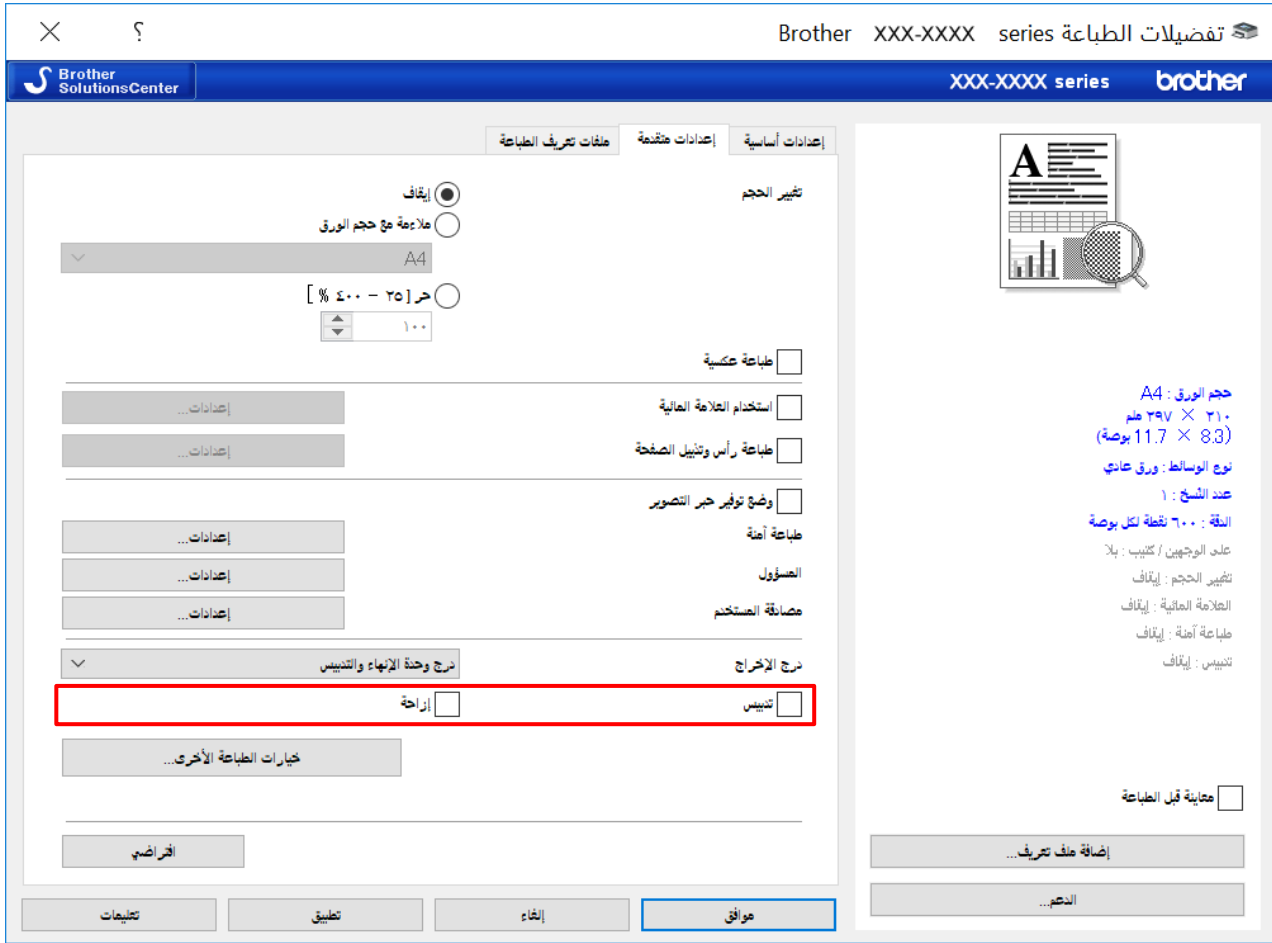 تفضيلات الطباعة Brother XXX-XXXX series
؟
Brother SolutionsCenter
XXX-XXXX series
brother
A
حجم الورق : A4
٢١٠ × ٢٩٧ ملم
(8.3 × 11.7 بوصة)
نوع الوسائط : ورق عادي
عدد النُسخ : ١
الدقة : ٦٠٠ نقطة لكل بوصة
على الوجهين / كتيب : بلا
تغيير الحجم : إيقاف
العلامة المائية : إيقاف
طباعة آمنة : إيقاف
تدبيس : إيقاف
معاينة قبل الطباعة
إضافة ملف تعريف...
الدعم...
إعدادات أساسية
إعدادات متقدمة
ملفات تعريف الطباعة
تغيير الحجم
إيقاف
ملاءمة مع حجم الورق
A4
حر [ ٢٥ – ٤٠٠ % ]
١٠٠
طباعة عكسية
استخدام العلامة المائية
إعدادات...
طباعة رأس وتذييل الصفحة
إعدادات...
وضع توفير حبر التصوير
طباعة آمنة
إعدادات...
المسؤول
إعدادات...
مصادقة المستخدم
إعدادات...
درج الإخراج
درج وحدة الإنهاء والتدبيس
تدبيس
إزاحة
خيارات الطباعة الأخرى...
افتراضي
موافق
إلغاء
تطبيق
تعليمات